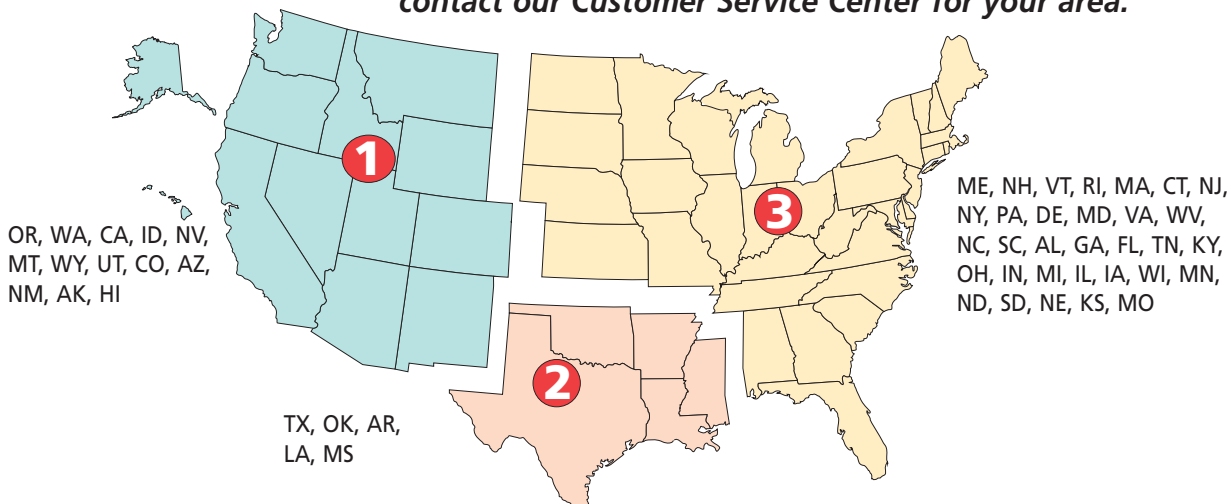 contact our Customer Service Center for your area.
1
3
ME, NH, VT, RI, MA, CT, NJ,
NY, PA, DE, MD, VA, WV,
NC, SC, AL, GA, FL, TN, KY,
OH, IN, MI, IL, IA, WI, MN,
ND, SD, NE, KS, MO
OR, WA, CA, ID, NV,
MT, WY, UT, CO, AZ,
NM, AK, HI
2
TX, OK, AR,
LA, MS